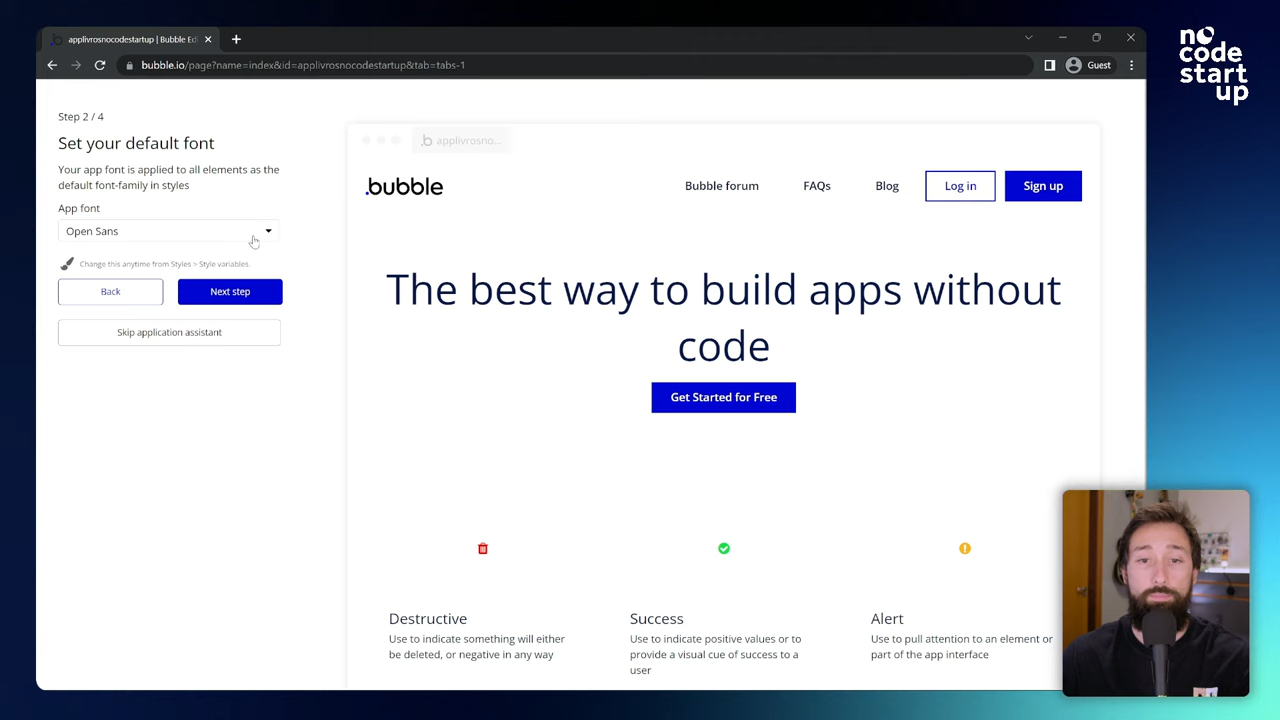 applivrosnocodestartup | Bubble Ed
bubble.io/page?name=index&id=applivrosnocodestartup&tab=tabs-1
Guest
no
code
start
up
Step 2 / 4
Set your default font
Your app font is applied to all elements as the
default font-family in styles
App font
Open Sans
Change this anytime from Styles > Style variables.
Back
Next step
Skip application assistant
.b applivrosno...
.bubble
Bubble forum
FAQs
Blog
Log in
Sign up
The best way to build apps without
code
Get Started for Free
Destructive
Use to indicate something will either
be deleted, or negative in any way
Success
Use to indicate positive values or to
provide a visual cue of success to a
user
Alert
Use to pull attention to an element or
part of the app interface